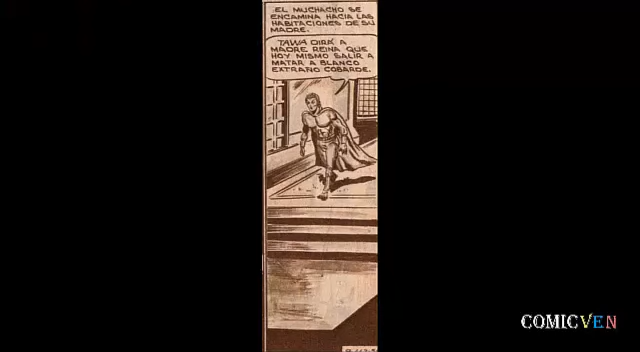 EL MUCHACHO SE
ENCAMINA HACIA LAS
HABITACIONES DE SU
MADRE.
TAWA DIRÁ A
MADRE REINA QUE
HOY MISMO SALIR A
MATAR A BLANCO
EXTRAÑO COBARDE.
COMICVEN